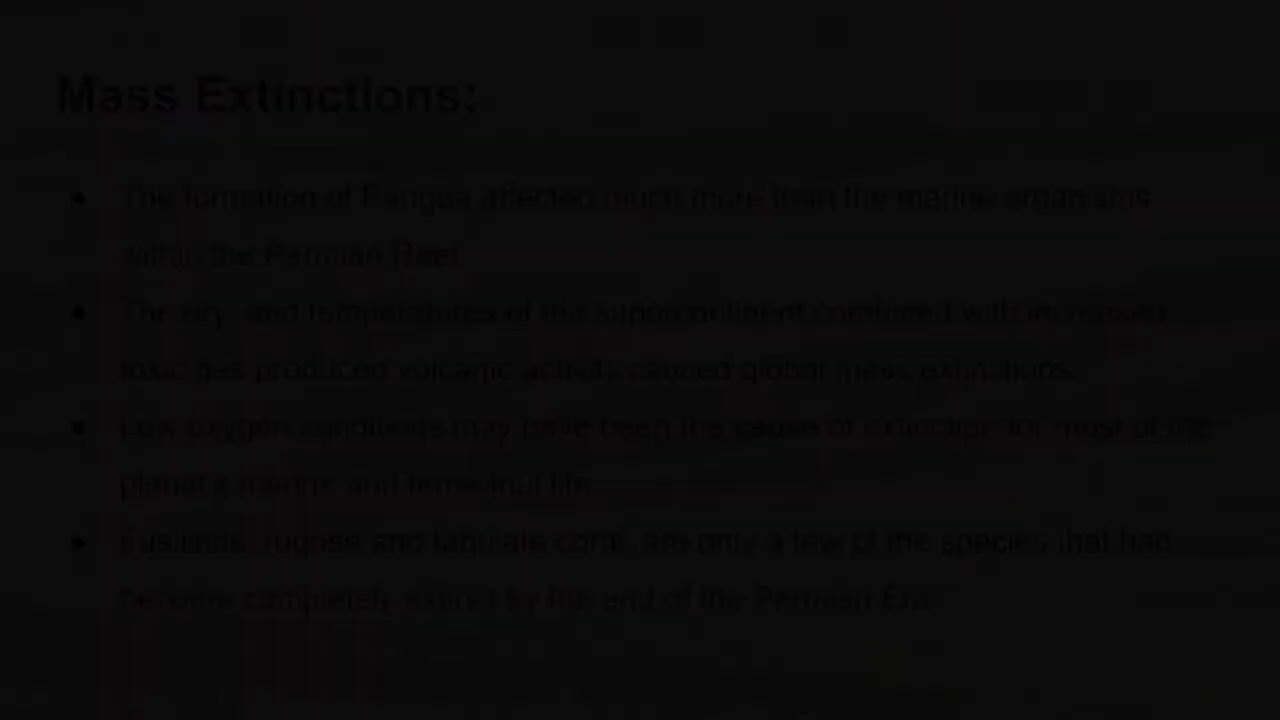 Mass Extinctions:
• The formation of Pangea affected much more than the marine organisms
within the Permian Reef.
• The dry, and temperatures of the supercontinent combined with increased
toxic gas produced volcanic activity caused global mass extinctions.
• Low oxygen conditions may have been the cause of extinction for most of the
planet's marine and terrestrial life.
• rugose and tabulate coral, are only a few of the species that had
become completely extinct by the end of the Permian Era.